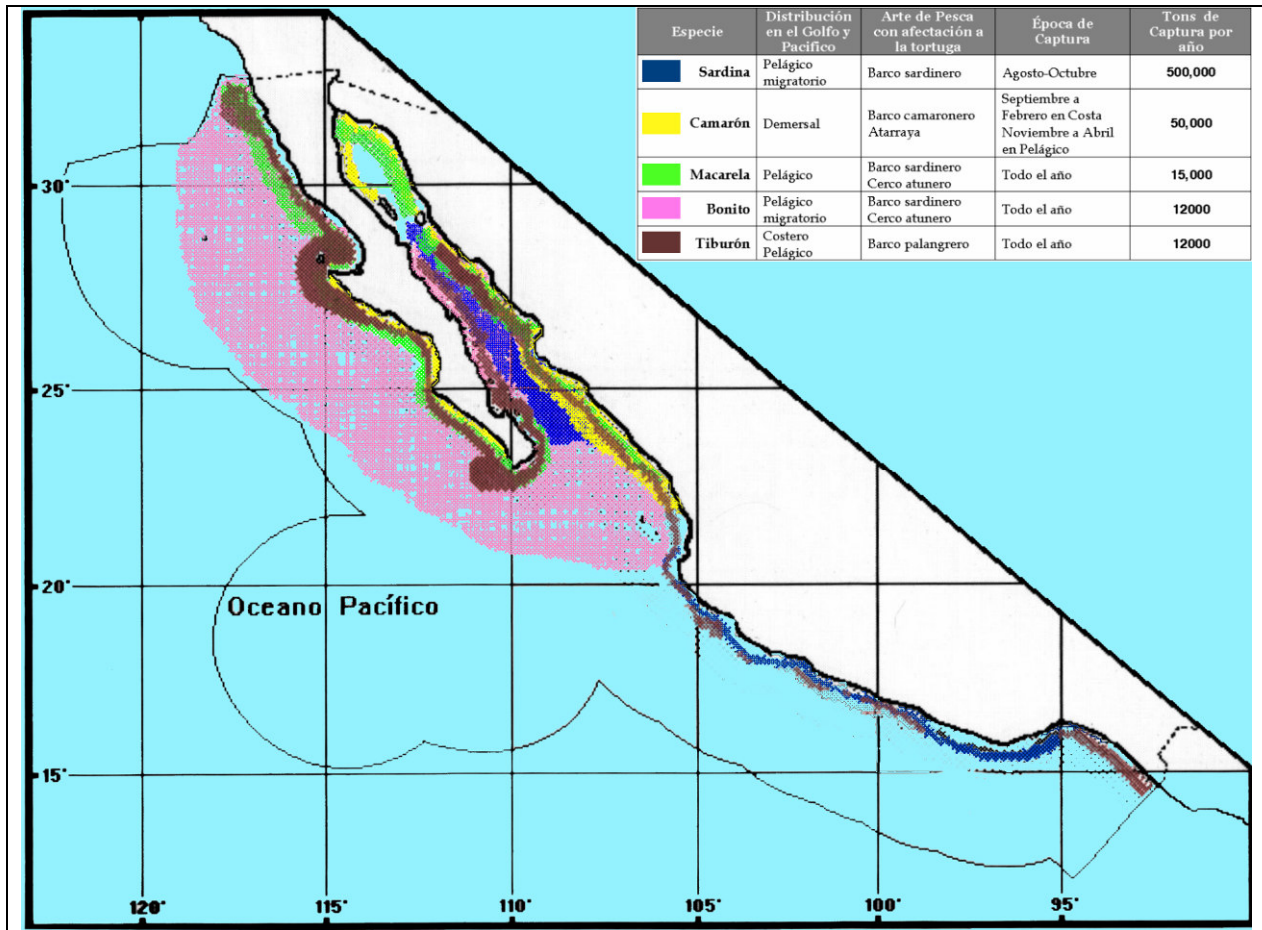 Especie
Distribución
en el Golfo y
Pacifico
Arte de Pesca
con afectación a
la tortuga
Época de
Captura
Tons de
Captura por
año
Sardina
Pelágico
migratorio
Barco sardinero
Agosto-Octubre
500,000
Camarón
Demersal
Barco camaronero
Atarraya
Septiembre a
Febrero en Costa
Noviembre a Abril
en Pelágico
50,000
Macarela
Pelágico
Barco sardinero
Cerco atunero
Todo el año
15,000
Bonito
Pelágico
migratorio
Barco sardinero
Cerco atunero
Todo el año
12000
Tiburón
Costero
Pelágico
Barco palangrero
Todo el año
12000
30°
25°
20°
Oceano Pacífico
15°
120°
115°
110°
105°
100°
95°